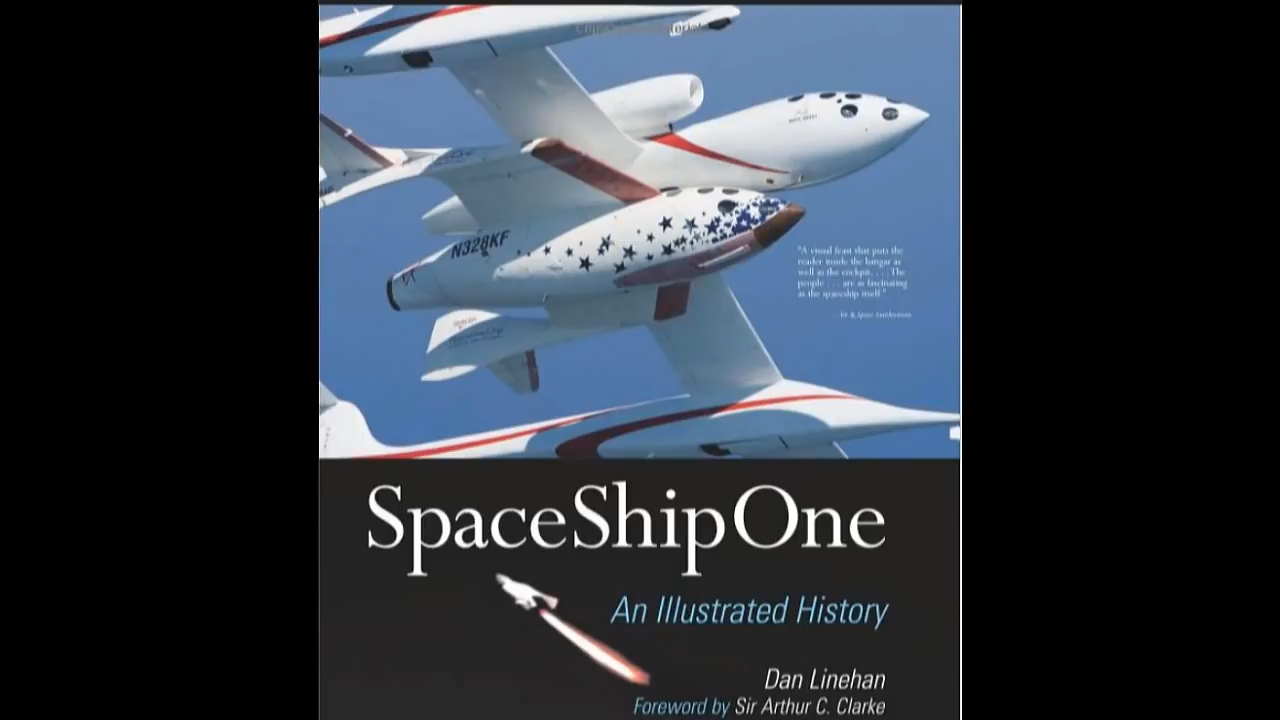 N328KF
"A visual feast that puts the
reader inside the hangar as
well as the cockpit. . . . The
people . . . are as fascinating
as the spaceship itself."
SpaceShipOne
An Illustrated History
Dan Linehan
Foreword by Sir Arthur C. Clarke